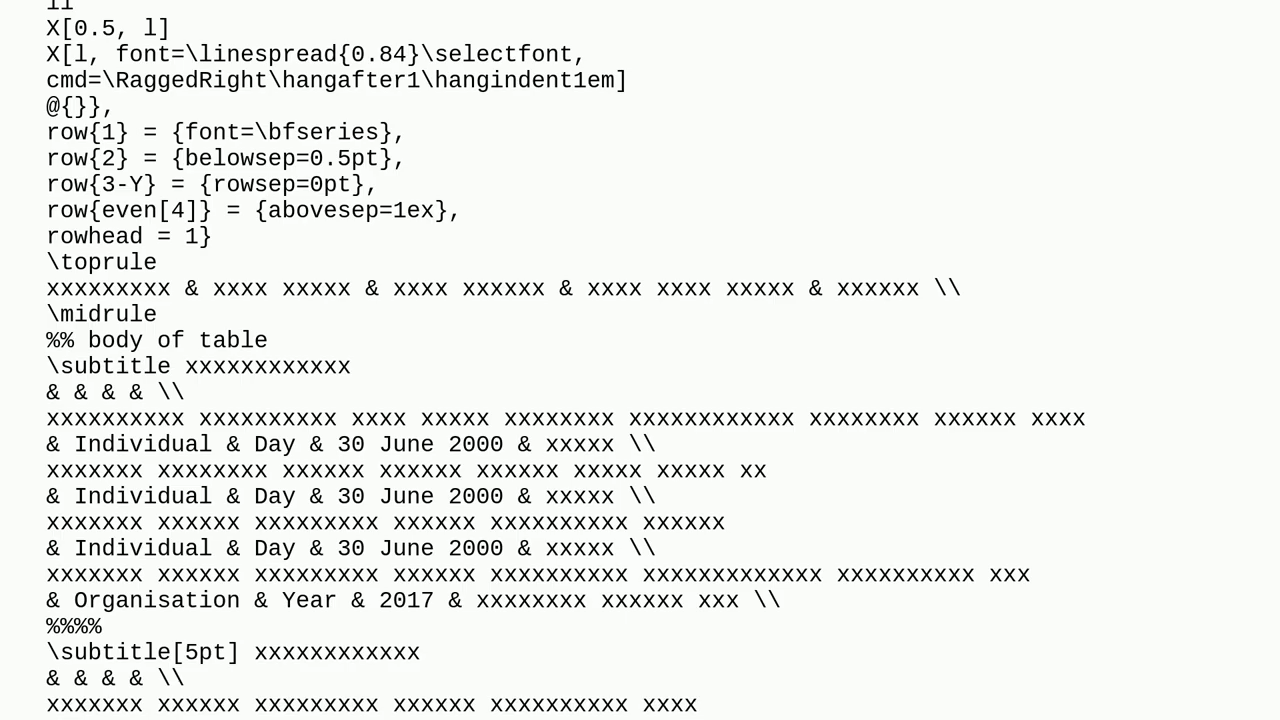 ll
X[0.5, l]
X[l, font=\linespread{0.84}\selectfont,
cmd=\RaggedRight\hangafter1\hangindent1em]
@{}},
row{1} = {font=\bfseries},
row{2} = {belowsep=0.5pt},
row{3-Y} = {rowsep=0pt},
row{even[4]} = {abovesep=1ex},
rowhead = 1}
\toprule
xxxxxxxxx & xxxx xxxxx & xxxx xxxxxx & xxxx xxxx xxxxx & xxxxxx \\
\midrule
%% body of table
\subtitle xxxxxxxxxxxx
& & & & \\
xxxxxxxxxx xxxxxxxxxx xxxx xxxxx xxxxxxxx xxxxxxxxxxxx xxxxxxxx xxxxxx xxxx
& Individual & Day & 30 June 2000 & xxxxx \\
xxxxxxx xxxxxxxx xxxxxx xxxxxx xxxxxx xxxxx xxxxx xx
& Individual & Day & 30 June 2000 & xxxxx \\
xxxxxxx xxxxxx xxxxxxxxx xxxxxx xxxxxxxxxx xxxxxx
& Individual & Day & 30 June 2000 & xxxxx \\
xxxxxxx xxxxxx xxxxxxxxx xxxxxx xxxxxxxxxx xxxxxxxxxxxxx xxxxxxxxxx xxx
& Organisation & Year & 2017 & xxxxxxxx xxxxxx xxx \\
%%%%
\subtitle[5pt] xxxxxxxxxxxx
& & & & \\
xxxxxxx xxxxxx xxxxxxxxx xxxxxx xxxxxxxxxx xxxx